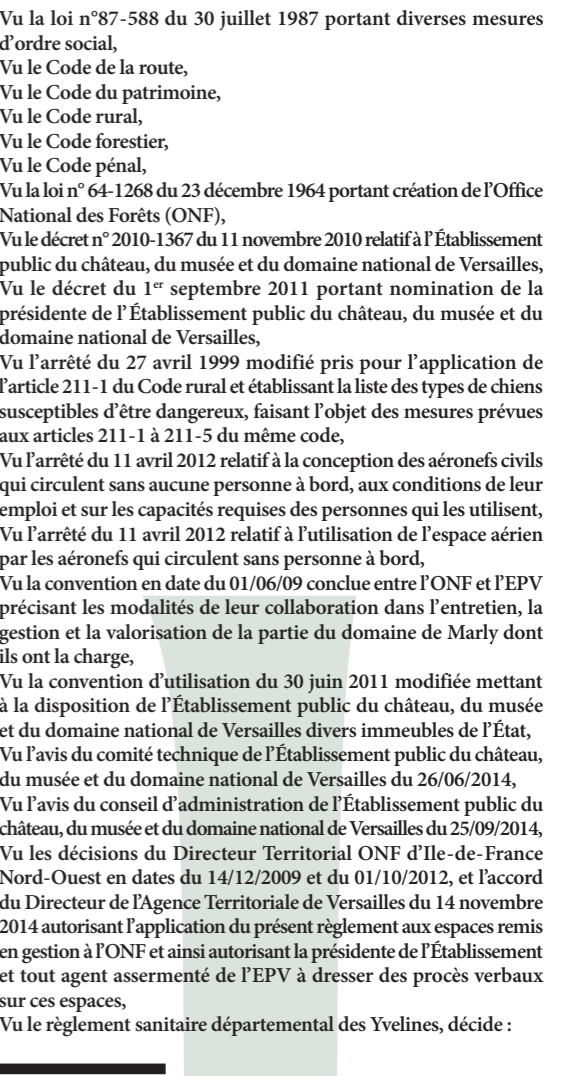 Vu la loi n°87-588 du 30 juillet 1987 portant diverses mesures
d’ordre social,
Vu le Code de la route,
Vu le Code du patrimoine,
Vu le Code rural,
Vu le Code forestier,
Vu le Code pénal,
Vu la loi n° 64-1268 du 23 décembre 1964 portant création de l’Office
National des Forêts (ONF),
Vu le décret n° 2010-1367 du 11 novembre 2010 relatif à l’Établissement
public du château, du musée et du domaine national de Versailles,
Vu le décret du 1er septembre 2011 portant nomination de la
présidente de l’Établissement public du château, du musée et du
domaine national de Versailles,
Vu l’arrêté du 27 avril 1999 modifié pris pour l’application de
l’article 211-1 du Code rural et établissant la liste des types de chiens
susceptibles d’être dangereux, faisant l’objet des mesures prévues
aux articles 211-1 à 211-5 du même code,
Vu l’arrêté du 11 avril 2012 relatif à la conception des aéronefs civils
qui circulent sans aucune personne à bord, aux conditions de leur
emploi et sur les capacités requises des personnes qui les utilisent,
Vu l’arrêté du 11 avril 2012 relatif à l’utilisation de l’espace aérien
par les aéronefs qui circulent sans personne à bord,
Vu la convention en date du 01/06/09 conclue entre l’ONF et l’EPV
précisant les modalités de leur collaboration dans l’entretien, la
gestion et la valorisation de la partie du domaine de Marly dont
ils ont la charge,
Vu la convention d’utilisation du 30 juin 2011 modifiée mettant
à la disposition de l’Établissement public du château, du musée
et du domaine national de Versailles divers immeubles de l’État,
Vu l’avis du comité technique de l’Établissement public du château,
du musée et du domaine national de Versailles du 26/06/2014,
Vu l’avis du conseil d’administration de l’Établissement public du
château, du musée et du domaine national de Versailles du 25/09/2014,
Vu les décisions du Directeur Territorial ONF d’Ile-de-France
Nord-Ouest en dates du 14/12/2009 et du 01/10/2012, et l’accord
du Directeur de l’Agence Territoriale de Versailles du 14 novembre
2014 autorisant l’application du présent règlement aux espaces remis
en gestion à l’ONF et ainsi autorisant la présidente de l’Établissement
et tout agent assermenté de l’EPV à dresser des procès verbaux
sur ces espaces,
Vu le règlement sanitaire départemental des Yvelines, décide :